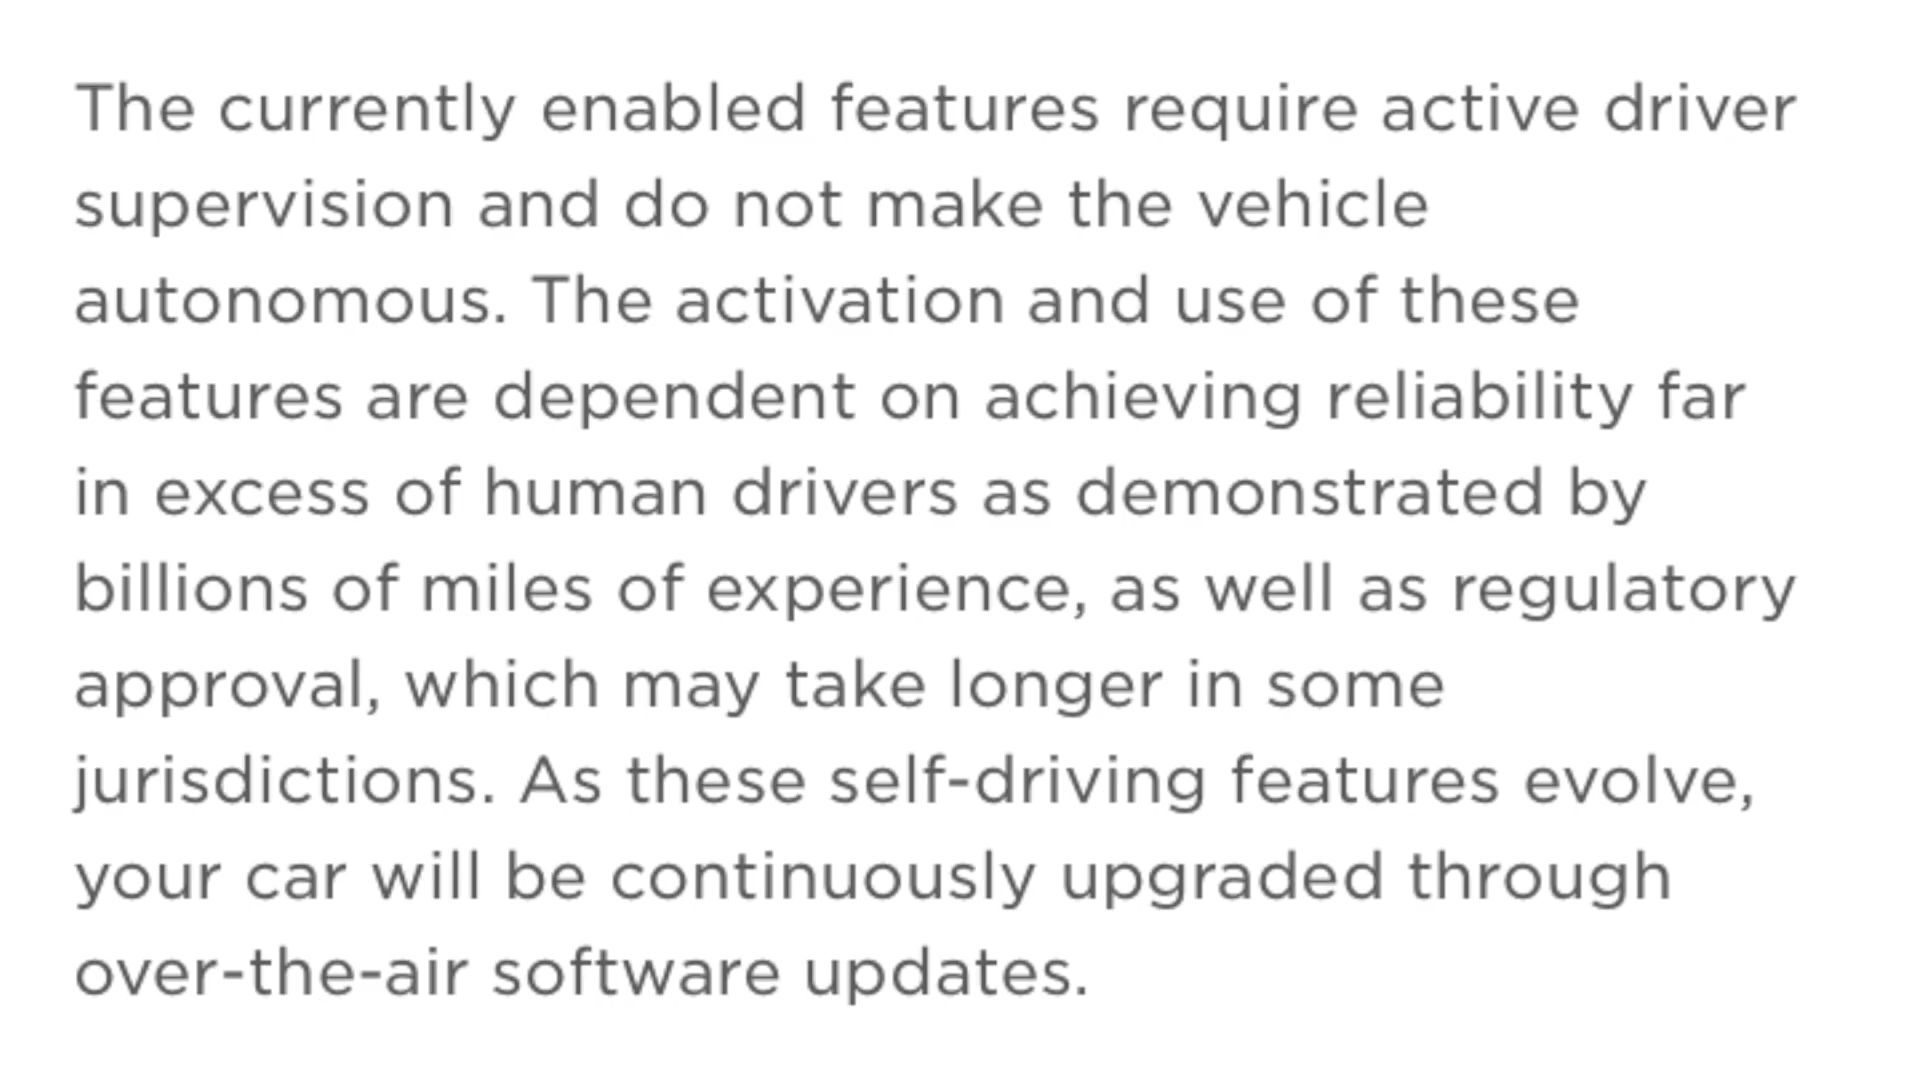 The currently enabled features require active driver
supervision and do not make the vehicle
autonomous. The activation and use of these
features are dependent on achieving reliability far
in excess of human drivers as demonstrated by
billions of miles of experience, as well as regulatory
approval, which may take longer in some
jurisdictions. As these self-driving features evolve,
your car will be continuously upgraded through
over-the-air software updates.